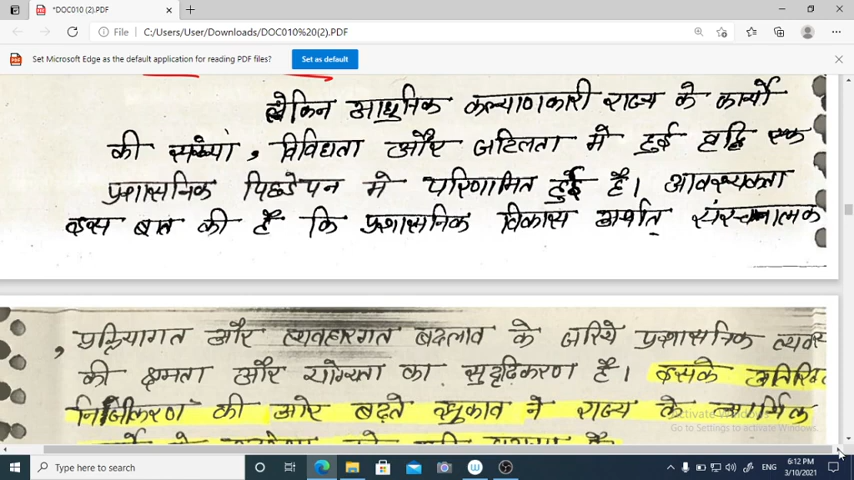 *DOC010 (2).PDF
File C:/Users/User/Downloads/DOC010%20(2).PDF
Set Microsoft Edge as the default application for reading PDF files? Set as default
लेकिन आधुनिक कल्याणकारी राज्य के कार्यो
की संख्या, विविधता और जटिलता में हुई वृद्धि एक
प्रशासनिक पिछडेपन में परिणामित हुई है। आवश्यकता
इस बात की है कि प्रशासनिक विकास अर्थात् संरचनात्मक
, प्रक्रियागत और व्यवहारगत बदलाव के जरिये प्रशासनिक
की क्षमता और योग्यता का सुदृढिकरण है। इसके
निजीकरण की ओर बढ़ते झुकाव ने राज्य के आर्थिक
Activate Windows
Go to Settings to activate Windows.
Type here to search
ENG
6:12 PM
3/10/2021